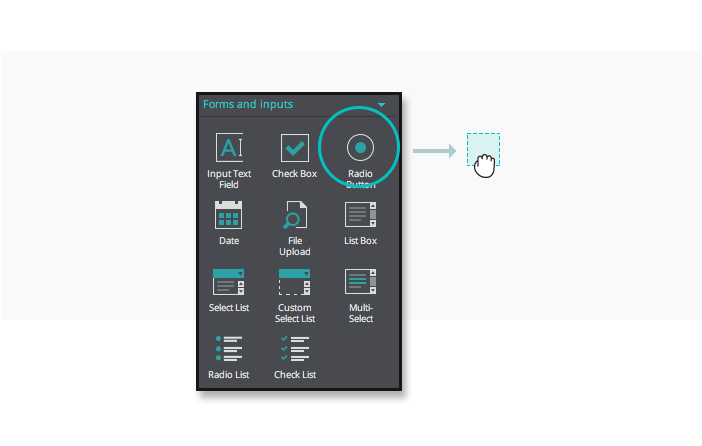 Forms and inputs
A
Input Text
Field
Check Box
Radio
Button
Date
File
Upload
List Box
Select List
Custom
Select List
Multi-
Select
Radio List
Check List